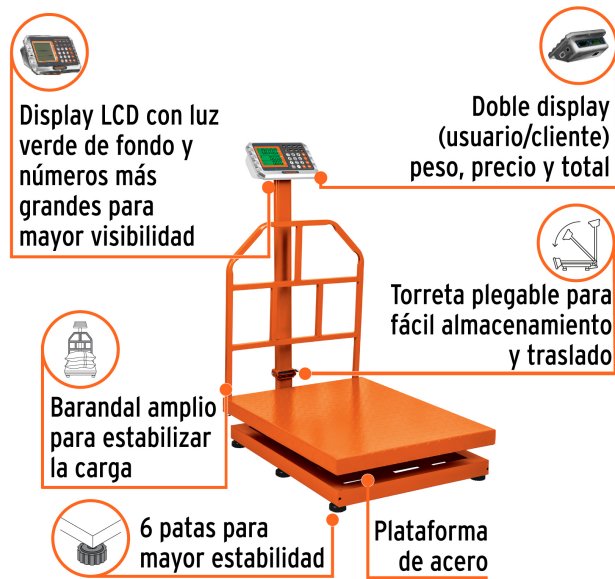 Display LCD con luz
verde de fondo y
números más
grandes para
mayor visibilidad
Doble display
(usuario/cliente)
peso, precio y total
Torreta plegable para
fácil almacenamiento
y traslado
Barandal amplio
para estabilizar
la carga
6 patas para
mayor estabilidad
Plataforma
de acero